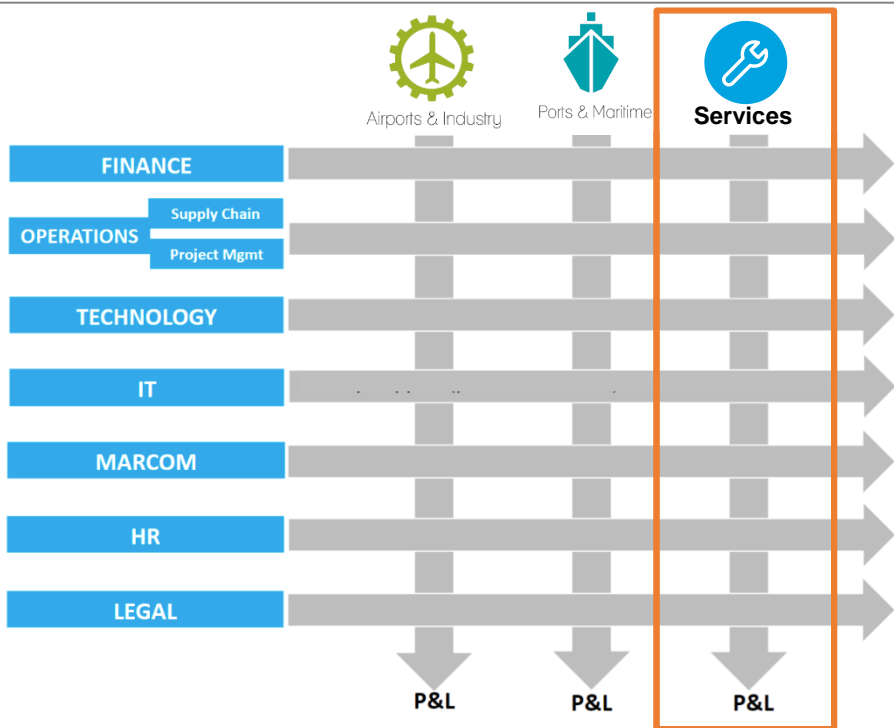 Airports & Industry
Ports & Maritime
Services
FINANCE
OPERATIONS
Supply Chain
Project Mgmt
TECHNOLOGY
IT
MARCOM
HR
LEGAL
P&L
P&L
P&L